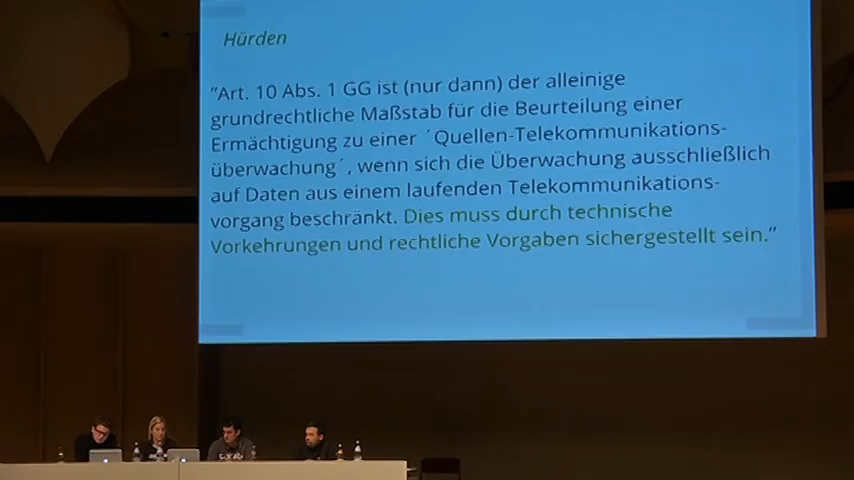 Hürden
"Art. 10 Abs. 1 GG ist (nur dann) der alleinige
grundrechtliche Maßstab für die Beurteilung einer
Ermächtigung zu einer ´Quellen-Telekommunikations-
überwachung´, wenn sich die Überwachung ausschließlich
auf Daten aus einem laufenden Telekommunikations-
vorgang beschränkt. Dies muss durch technische
Vorkehrungen und rechtliche Vorgaben sichergestellt sein."